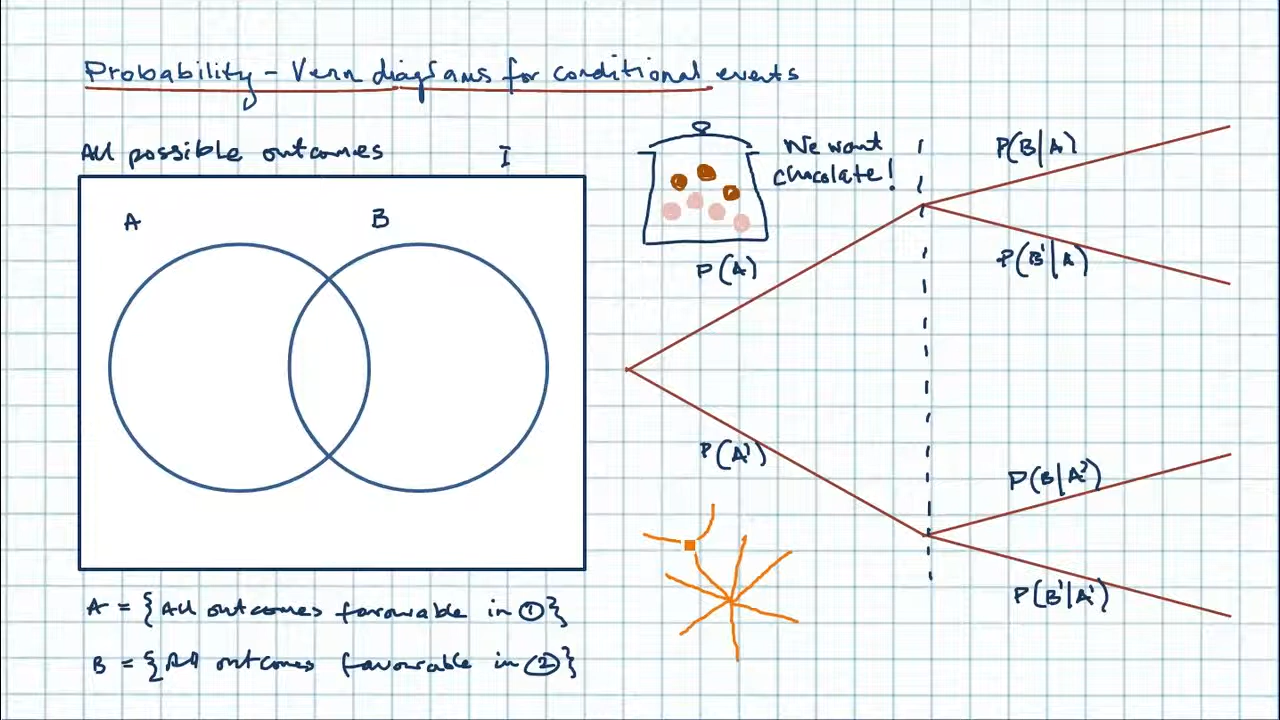 Probability - Venn diagrams for conditional events
All possible outcomes
I
A
B
We want
chocolate!
P(A)
P(A')
P(B|A)
P(B'|A)
P(B|A')
P(B'|A')
A = {All outcomes favourable in ①}
B = {All outcomes favourable in ②}